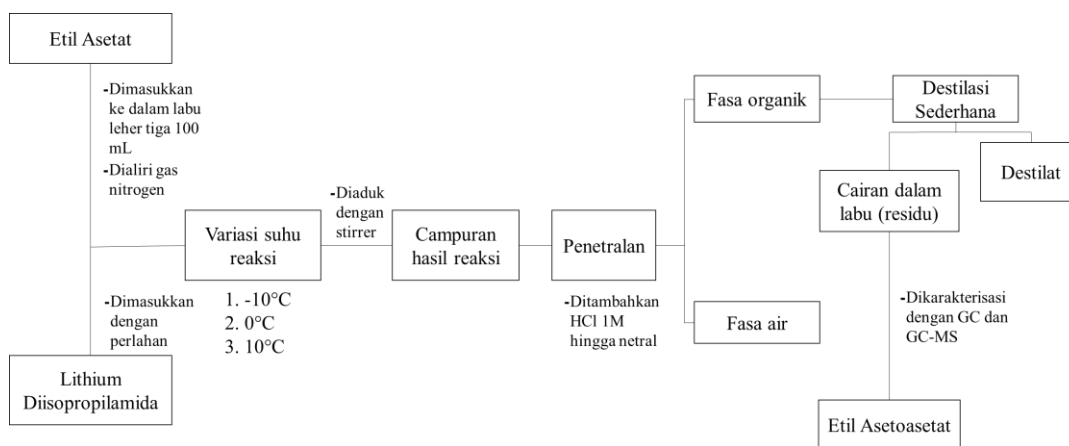 Etil Asetat
-Dimasukkan
ke dalam labu
leher tiga 100
mL
-Dialiri gas
nitrogen
-Dimasukkan
dengan
perlahan
Lithium
Diisopropilamida
Variasi suhu
reaksi
1. -10°C
2. 0°C
3. 10°C
-Diaduk
dengan
stirrer
Campuran
hasil reaksi
Penetralan
-Ditambahkan
HCl 1M
hingga netral
Fasa organik
Fasa air
Destilasi
Sederhana
Destilat
Cairan dalam
labu (residu)
-Dikarakterisasi
dengan GC dan
GC-MS
Etil Asetoasetat